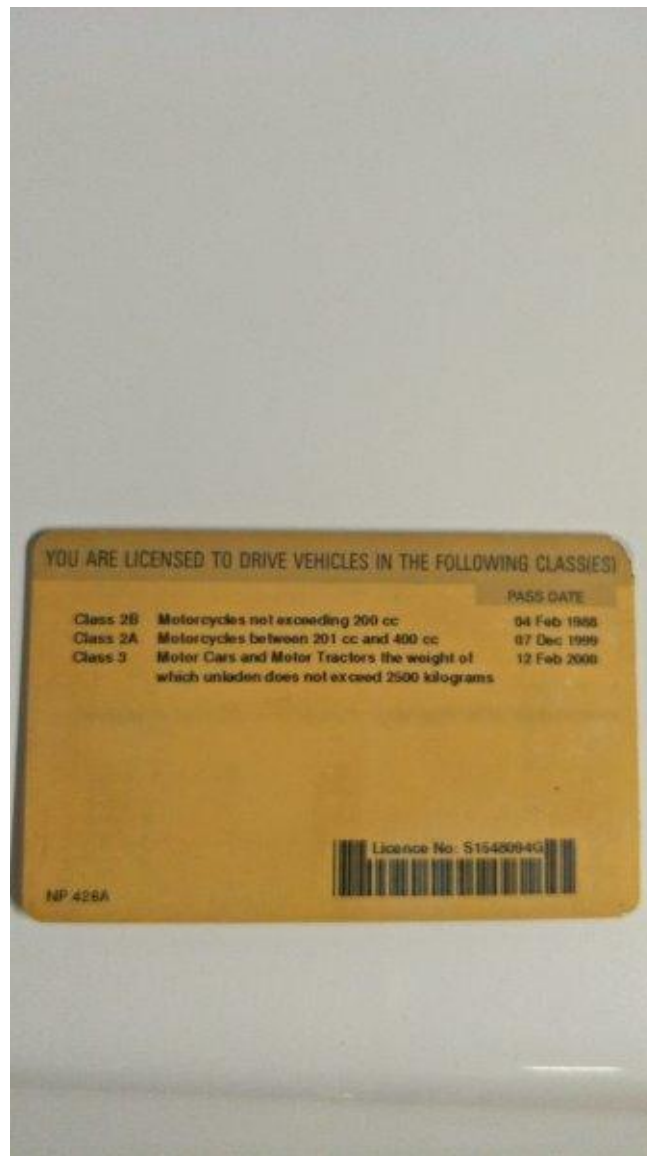 YOU ARE LICENSED TO DRIVE VEHICLES IN THE FOLLOWING CLASS(ES)
PASS DATE
Class 2B Motorcycles not exceeding 200 cc 04 Feb 1988
Class 2A Motorcycles between 201 cc and 400 cc 07 Dec 1999
Class 3 Motor Cars and Motor Tractors the weight of 12 Feb 2000
which unladen does not exceed 2500 kilograms
Licence No: S1548094G
NP 428A